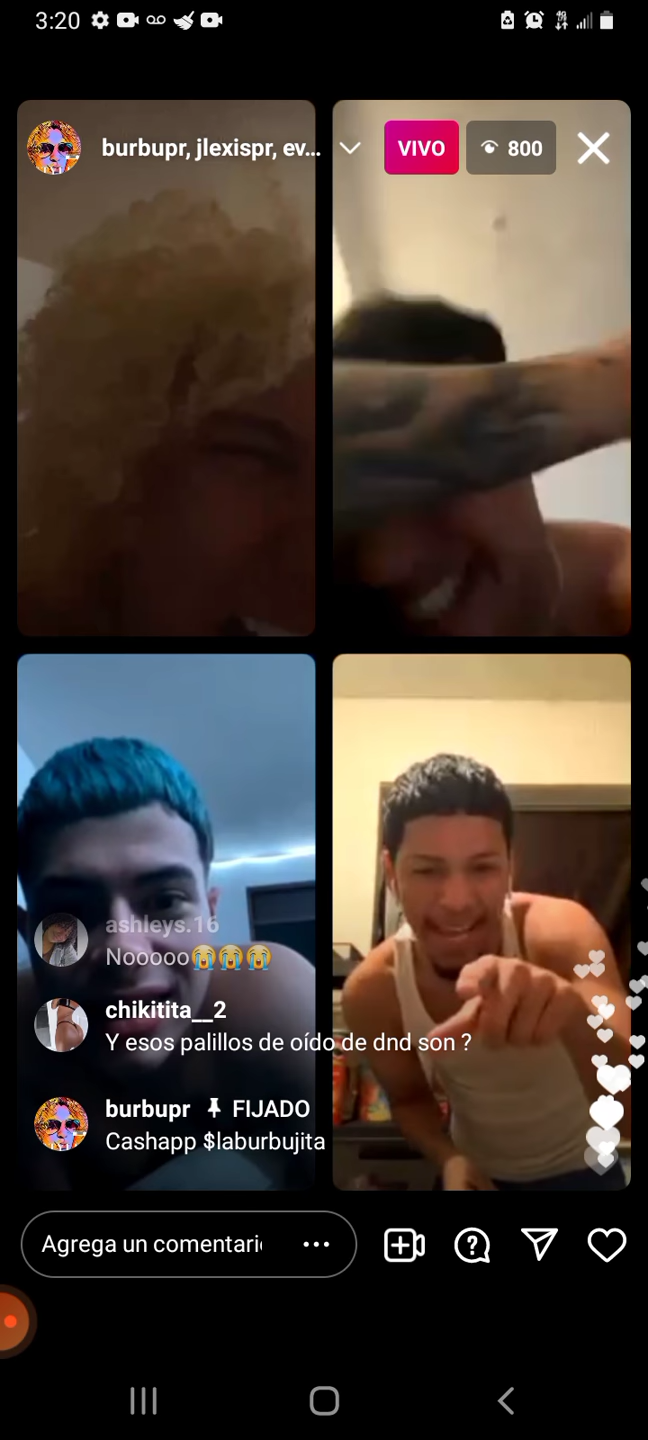 3:20
burbupr, jlexispr, ev...
VIVO
800
ashleys.16
Nooooo😭😭😭
chikitita__2
Y esos palillos de oído de dnd son ?
burbupr 📌 FIJADO
Cashapp $laburbujita
Agrega un comentari